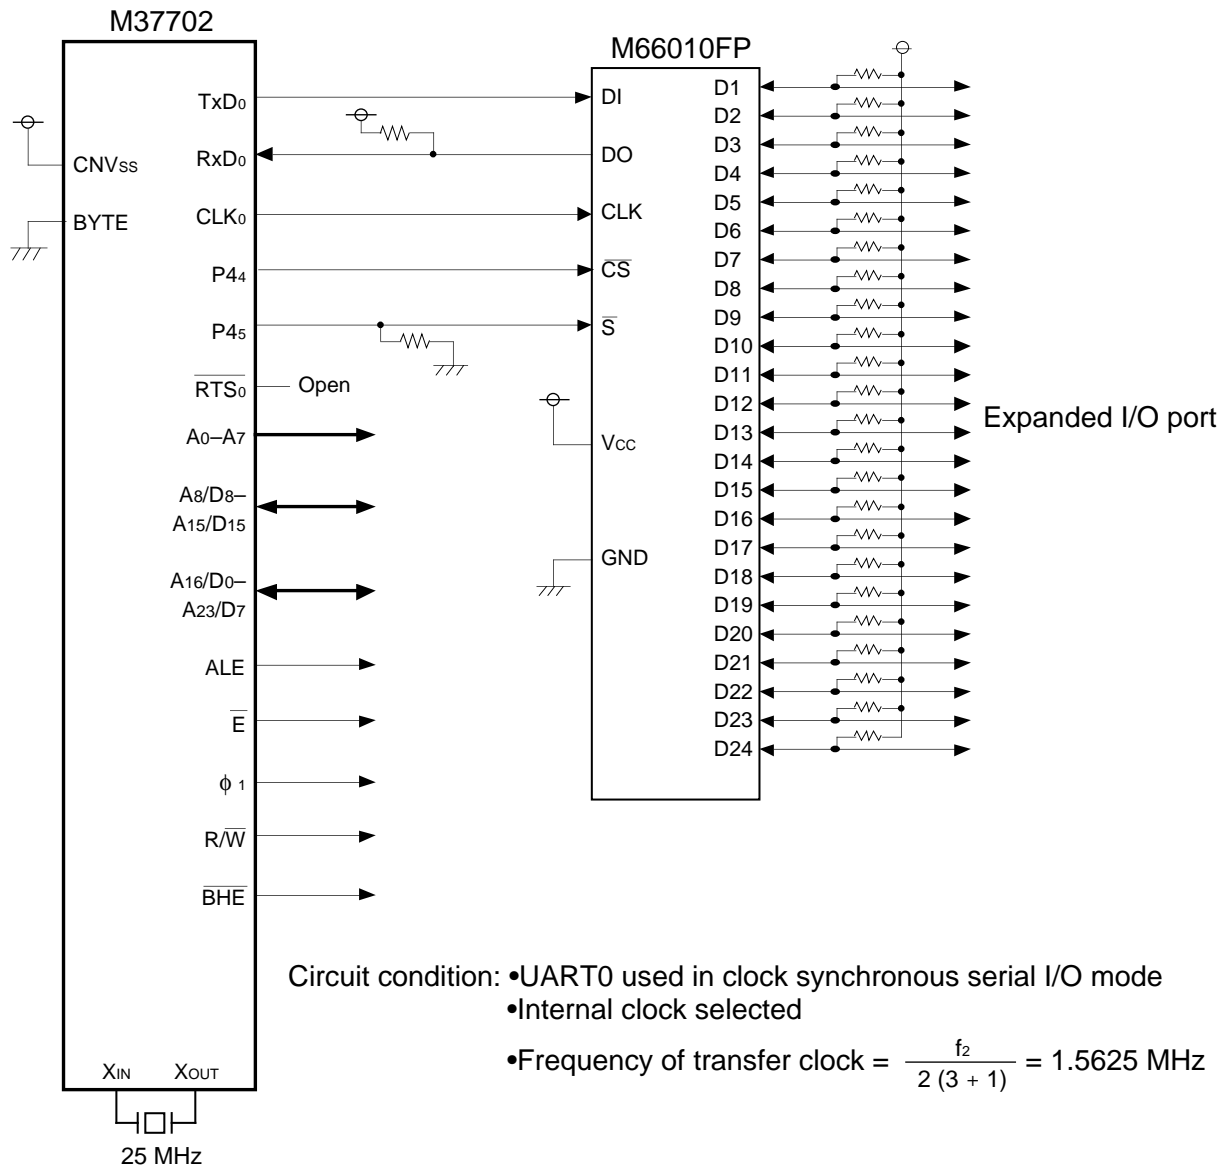 M37702
M66010FP
TxD0
RxD0
CLK0
P44
P45
RTS0
Open
A0–A7
A8/D8–
A15/D15
A16/D0–
A23/D7
ALE
E
ϕ 1
R/W
BHE
CNVSS
BYTE
XIN
XOUT
25 MHz
DI
DO
CLK
CS
S
VCC
GND
D1
D2
D3
D4
D5
D6
D7
D8
D9
D10
D11
D12
D13
D14
D15
D16
D17
D18
D19
D20
D21
D22
D23
D24
Expanded I/O port
Circuit condition: •UART0 used in clock synchronous serial I/O mode
•Internal clock selected
•Frequency of transfer clock = f2 / 2 (3 + 1) = 1.5625 MHz